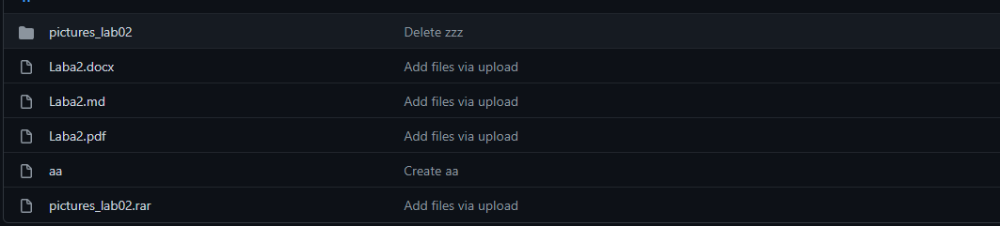 pictures_lab02 Delete zzz
Laba2.docx Add files via upload
Laba2.md Add files via upload
Laba2.pdf Add files via upload
aa Create aa
pictures_lab02.rar Add files via upload